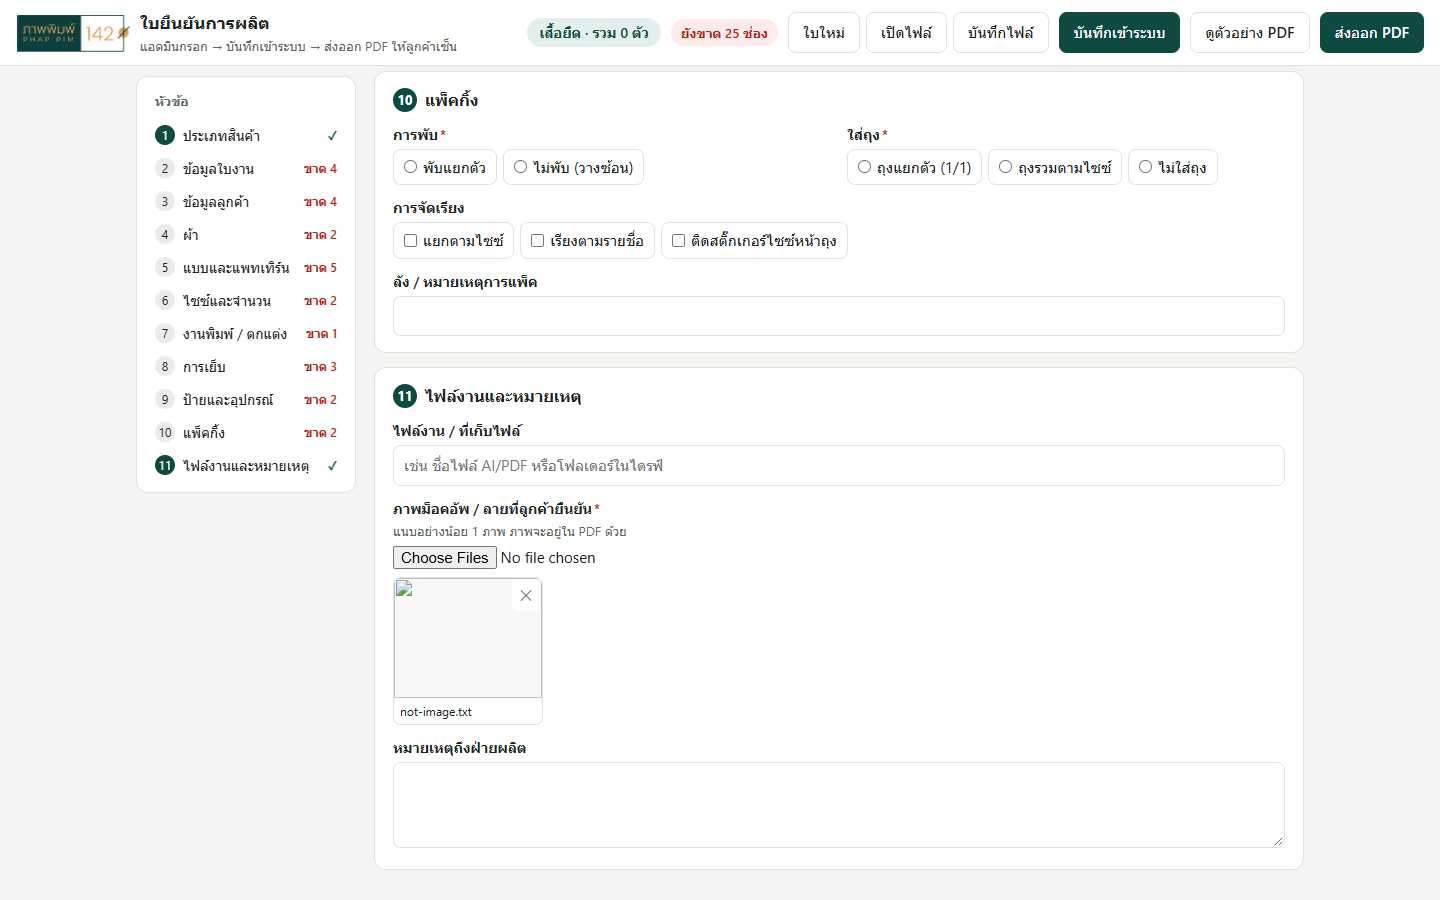 ภาพพิมพ์
PHAP PIM
142
ใบยืนยันการผลิต
แอดมินกรอก → บันทึกเข้าระบบ → ส่งออก PDF ให้ลูกค้าเซ็น
เสื้อยืด · รวม 0 ตัว
ยังขาด 25 ช่อง
ใบใหม่
เปิดไฟล์
บันทึกไฟล์
บันทึกเข้าระบบ
ดูตัวอย่าง PDF
ส่งออก PDF
หัวข้อ
1 ประเภทสินค้า ✓
2 ข้อมูลใบงาน ขาด 4
3 ข้อมูลลูกค้า ขาด 4
4 ผ้า ขาด 2
5 แบบและแพทเทิร์น ขาด 5
6 ไซซ์และจำนวน ขาด 2
7 งานพิมพ์ / ตกแต่ง ขาด 1
8 การเย็บ ขาด 3
9 ป้ายและอุปกรณ์ ขาด 2
10 แพ็คกิ้ง ขาด 2
11 ไฟล์งานและหมายเหตุ ✓
10 แพ็คกิ้ง
การพับ *
พับแยกตัว
ไม่พับ (วางซ้อน)
ใส่ถุง *
ถุงแยกตัว (1/1)
ถุงรวมตามไซซ์
ไม่ใส่ถุง
การจัดเรียง
แยกตามไซซ์
เรียงตามรายชื่อ
ติดสติ๊กเกอร์ไซซ์หน้าถุง
ลัง / หมายเหตุการแพ็ค
11 ไฟล์งานและหมายเหตุ
ไฟล์งาน / ที่เก็บไฟล์
เช่น ชื่อไฟล์ AI/PDF หรือโฟลเดอร์ในไดรฟ์
ภาพม็อคอัพ / ลายที่ลูกค้ายืนยัน *
แนบอย่างน้อย 1 ภาพ ภาพจะอยู่ใน PDF ด้วย
Choose Files No file chosen
not-image.txt
หมายเหตุถึงฝ่ายผลิต